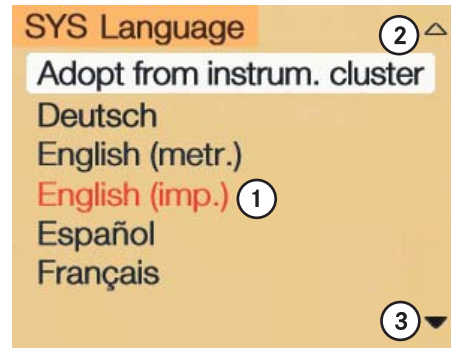 SYS Language
2
Adopt from instrum. cluster
Deutsch
English (metr.)
English (imp.) 1
Español
Français
3